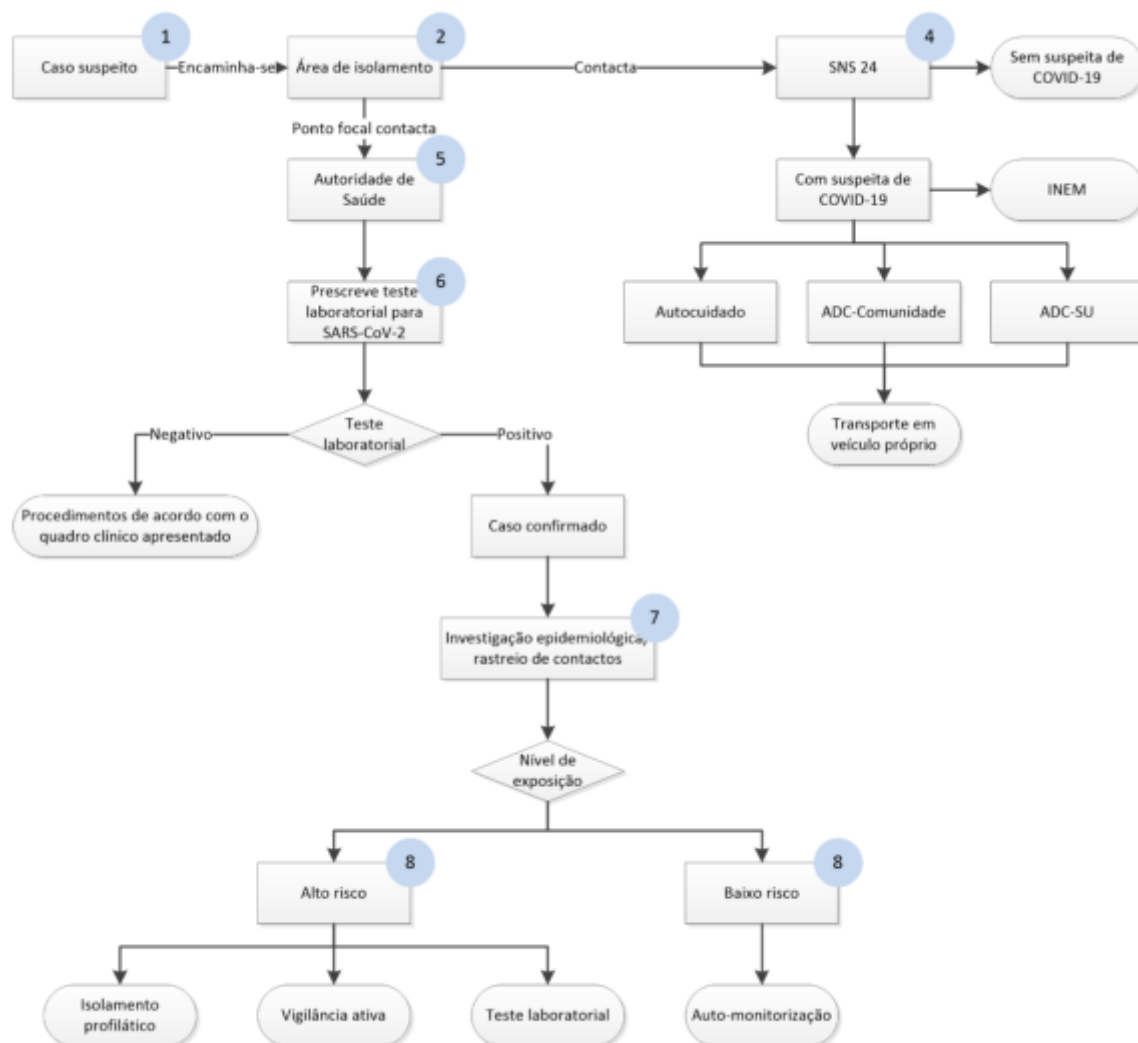 1
2
4
Caso suspeito
Encaminha-se
Área de isolamento
Contacta
SNS 24
Sem suspeita de
COVID-19
Ponto focal contacta
5
Autoridade de
Saúde
Com suspeita de
COVID-19
INEM
6
Prescreve teste
laboratorial para
SARS-CoV-2
Autocuidado
ADC-Comunidade
ADC-SU
Negativo
Teste
laboratorial
Positivo
Transporte em
veículo próprio
Procedimentos de acordo com o
quadro clínico apresentado
Caso confirmado
7
Investigação epidemiológica/
rastreio de contactos
Nível de
exposição
8
8
Alto risco
Baixo risco
Isolamento
profilático
Vigilância ativa
Teste laboratorial
Auto-monitorização